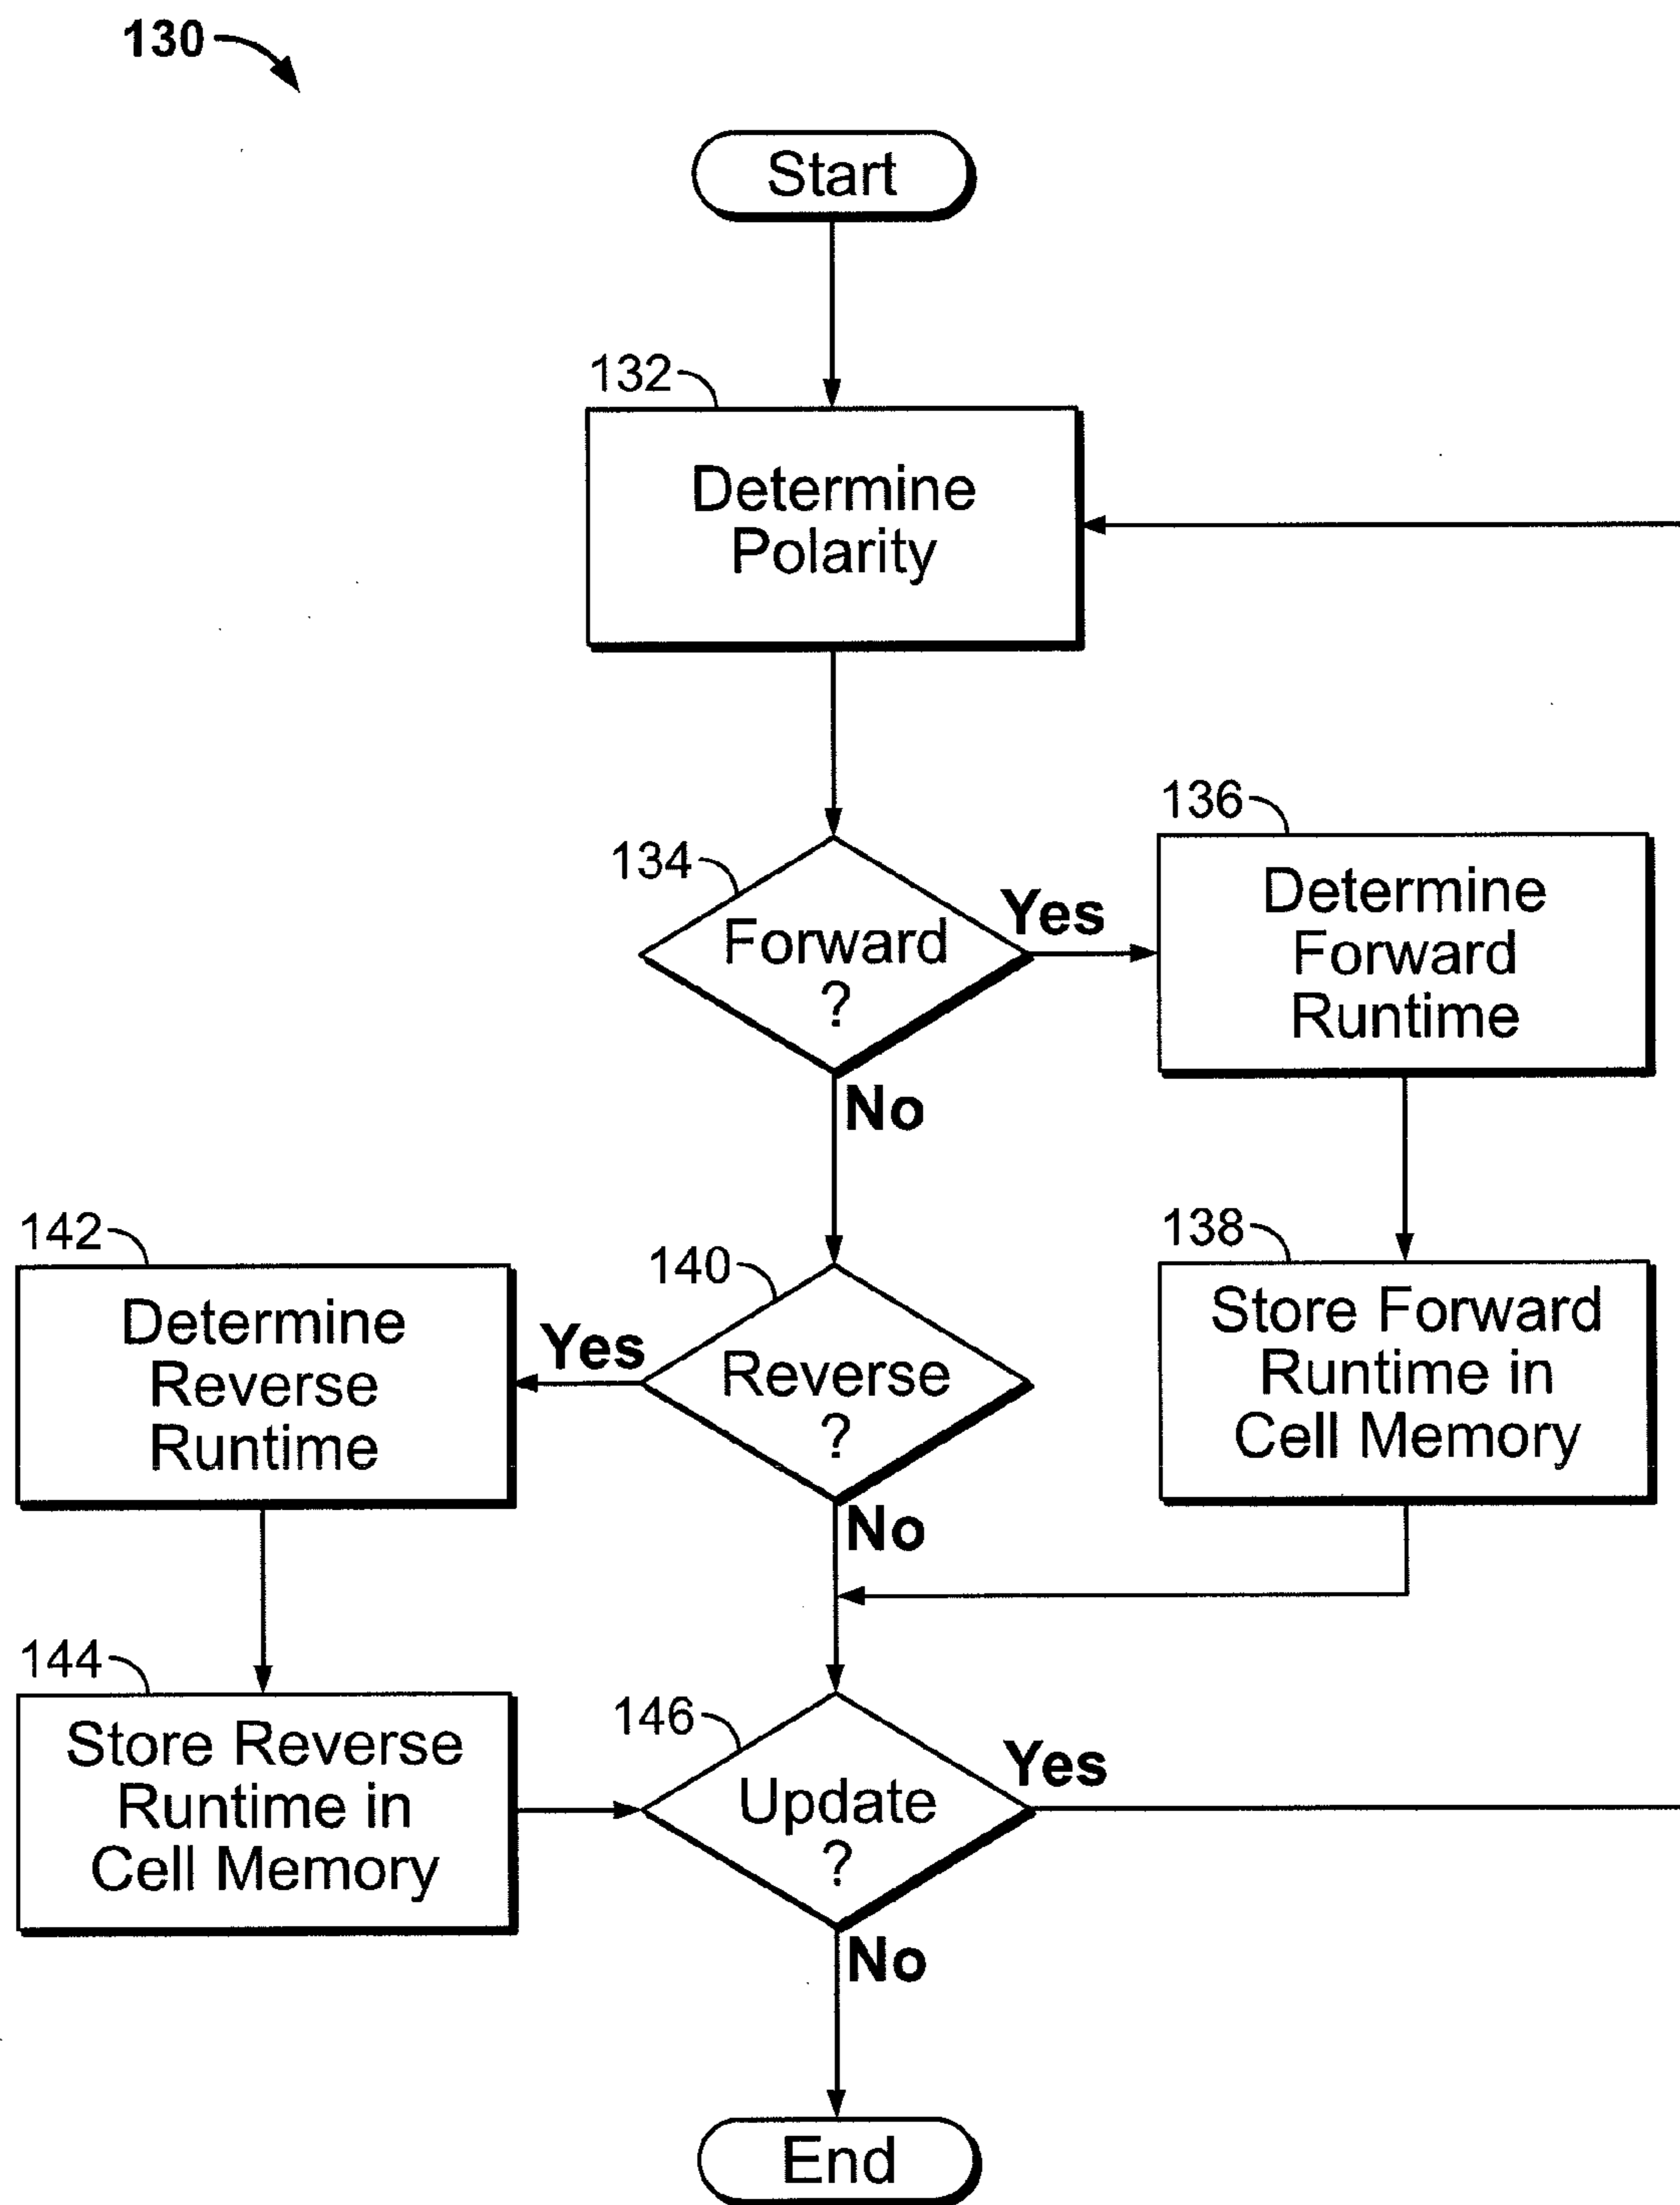 130
Start
132
Determine
Polarity
134
Forward
?
Yes
No
136
Determine
Forward
Runtime
138
Store Forward
Runtime in
Cell Memory
140
Reverse
?
Yes
No
142
Determine
Reverse
Runtime
144
Store Reverse
Runtime in
Cell Memory
146
Update
?
Yes
No
End